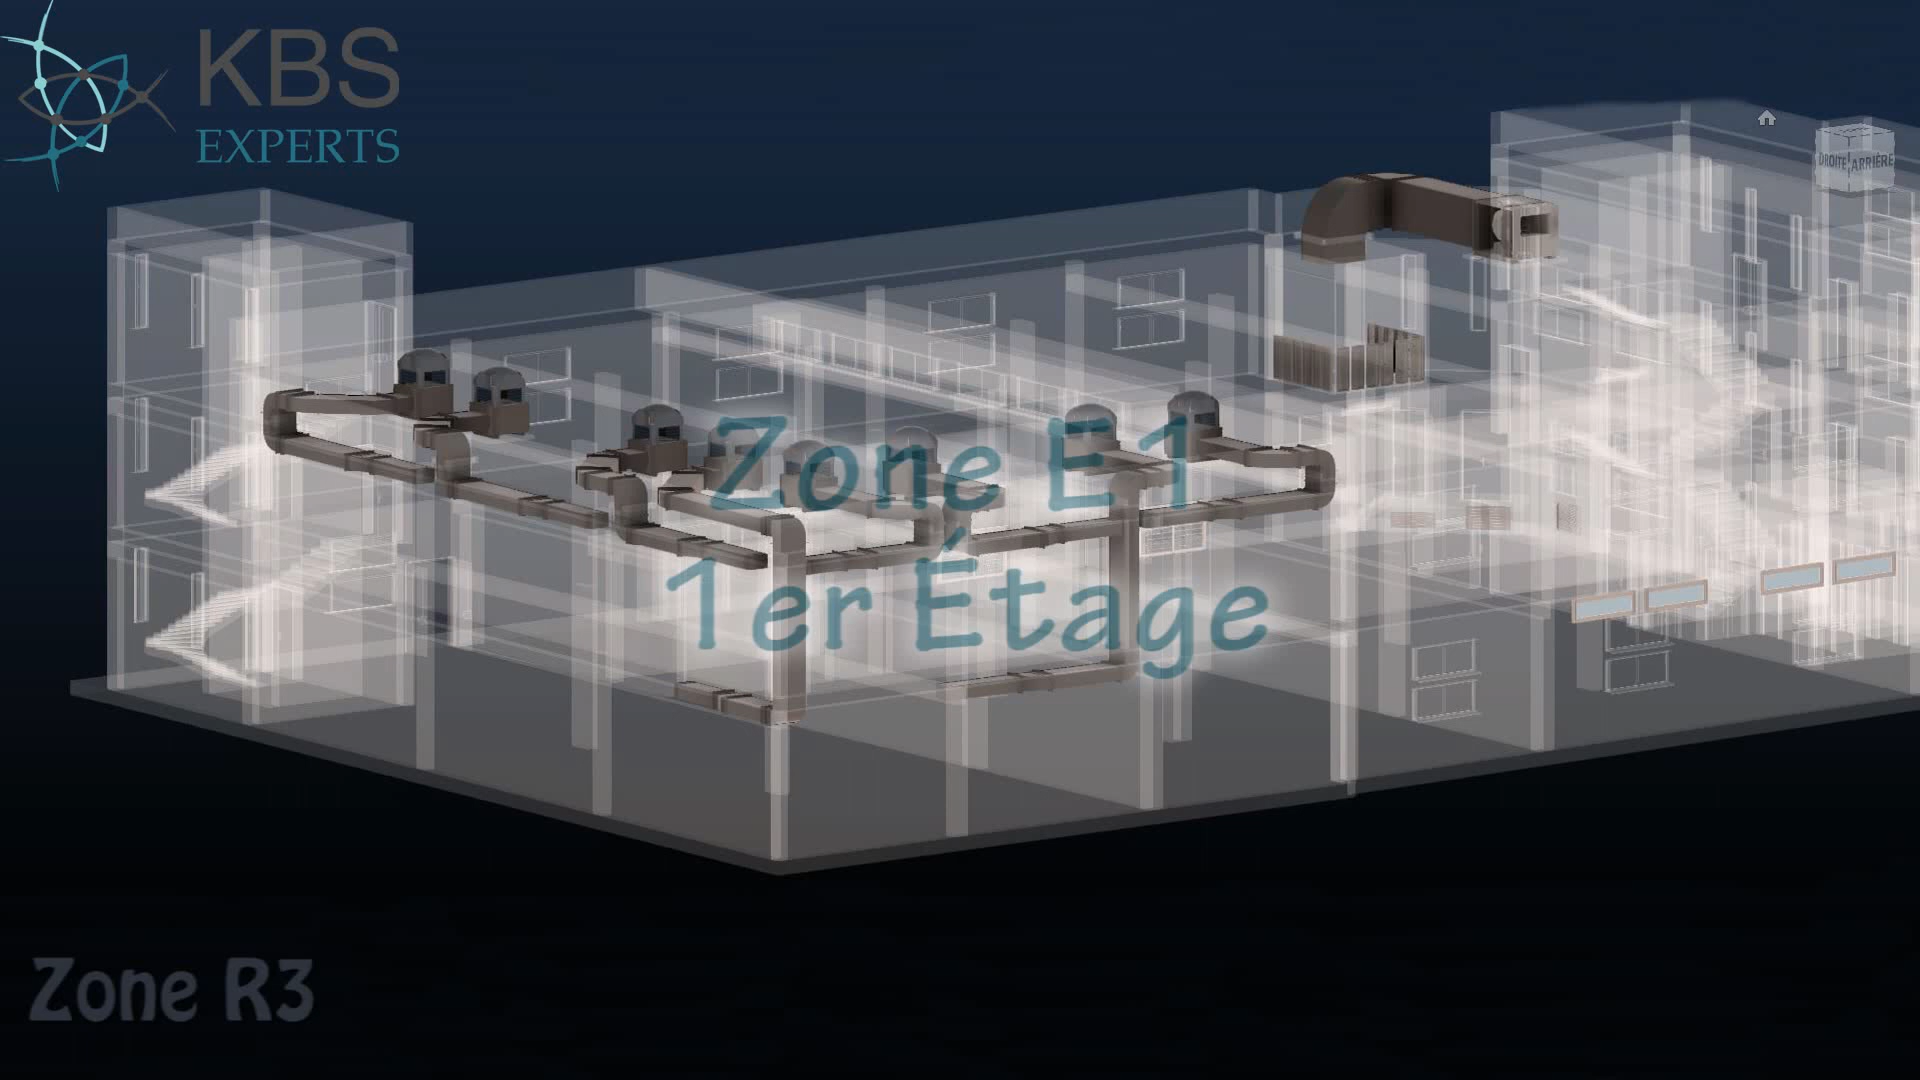 KBS
EXPERTS
DROITE ARRIÈRE
Zone E1
1er Étage
Zone R3